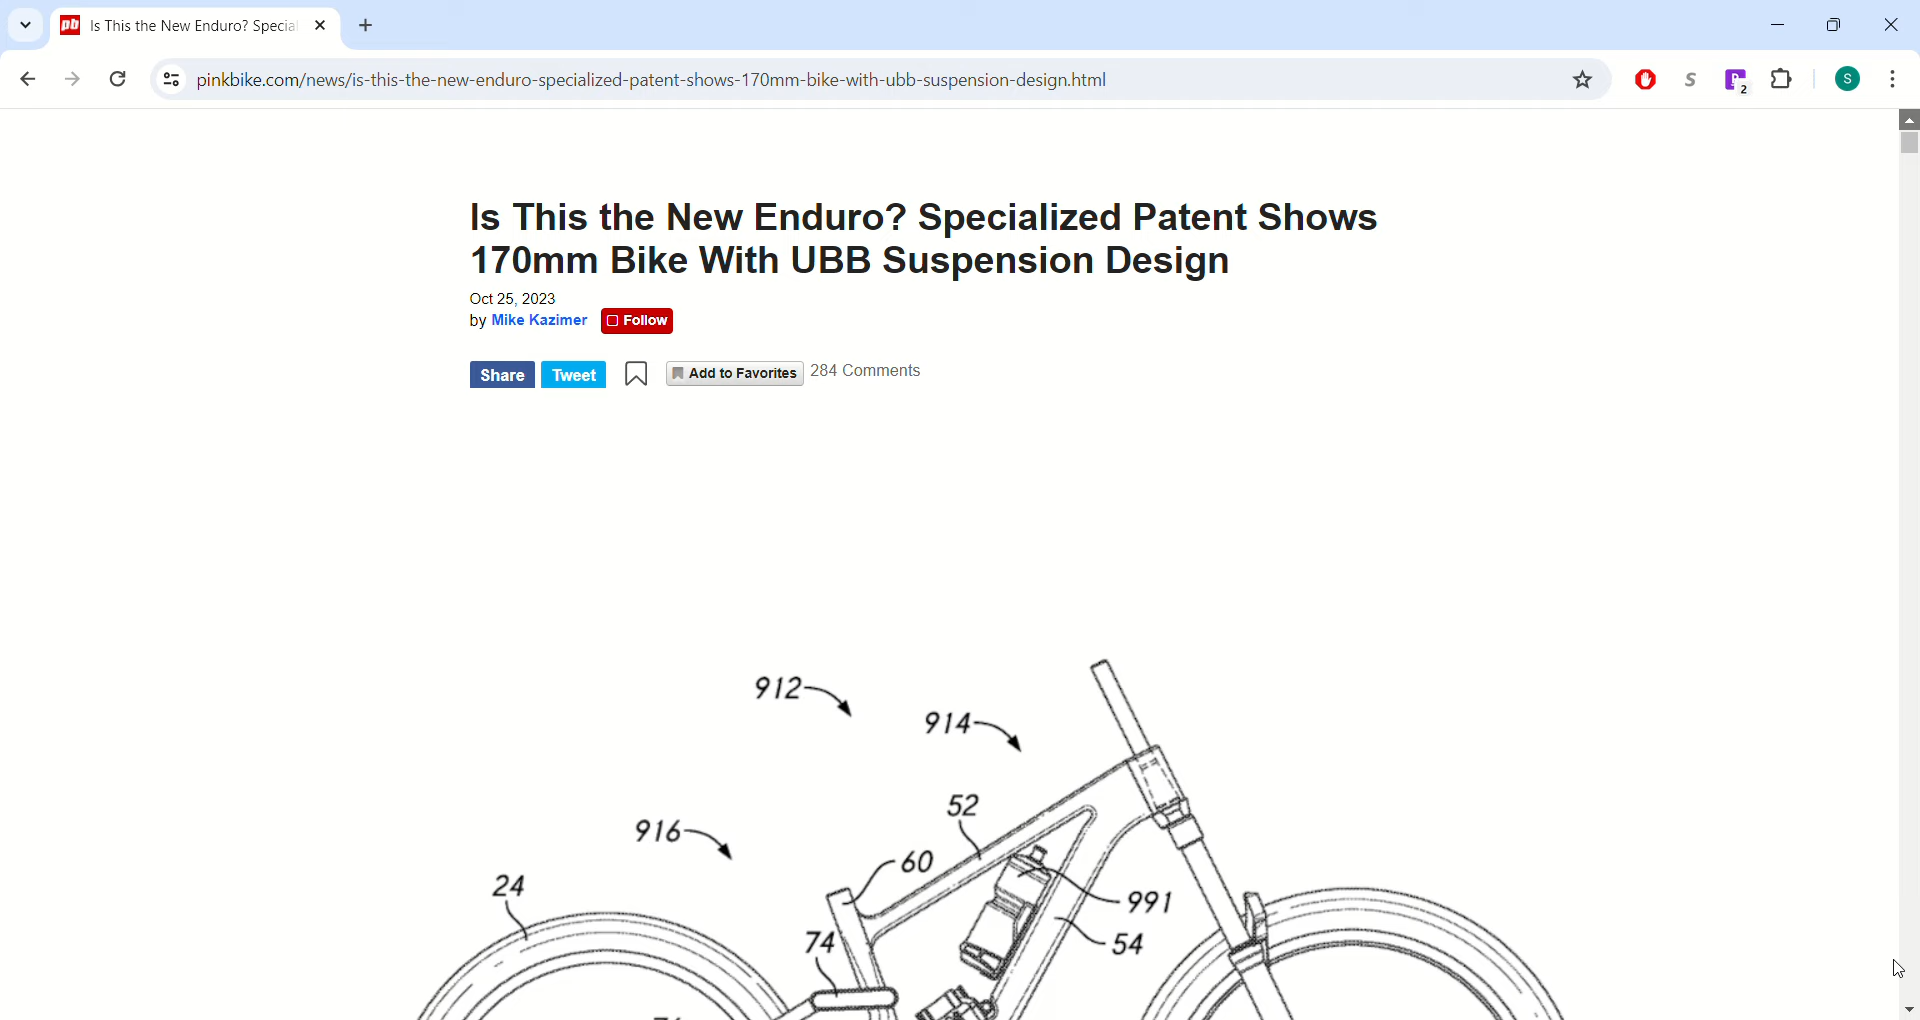 Is This the New Enduro? Specia
pinkbike.com/news/is-this-the-new-enduro-specialized-patent-shows-170mm-bike-with-ubb-suspension-design.html
S
2
S
Is This the New Enduro? Specialized Patent Shows
170mm Bike With UBB Suspension Design
Oct 25, 2023
by Mike Kazimer Follow
Share Tweet Add to Favorites 284 Comments
912
914
52
916
60
24
991
74
54